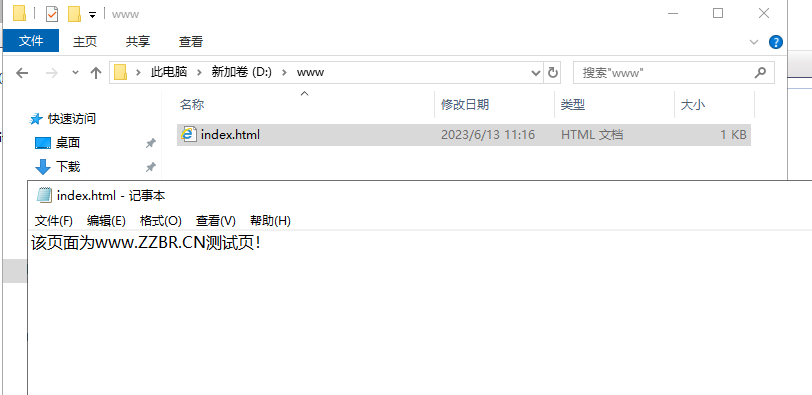 www
文件 主页 共享 查看
此电脑 新加卷 (D:) www 搜索"www"
快速访问 名称 修改日期 类型 大小
桌面 index.html 2023/6/13 11:16 HTML 文档 1 KB
下载
index.html - 记事本
文件(F) 编辑(E) 格式(O) 查看(V) 帮助(H)
该页面为www.ZZBR.CN测试页!